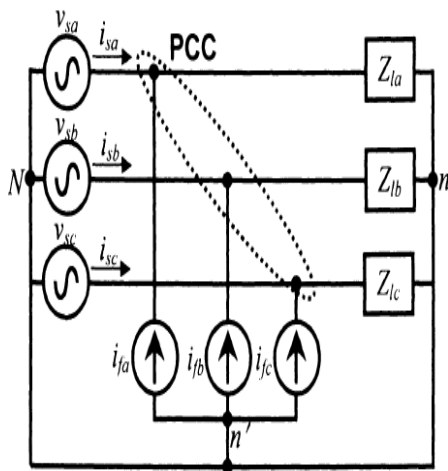 v_sa
i_sa
PCC
Z_la
v_sb
i_sb
N
Z_lb
n
v_sc
i_sc
Z_lc
i_fa
i_fb
i_fc
n'